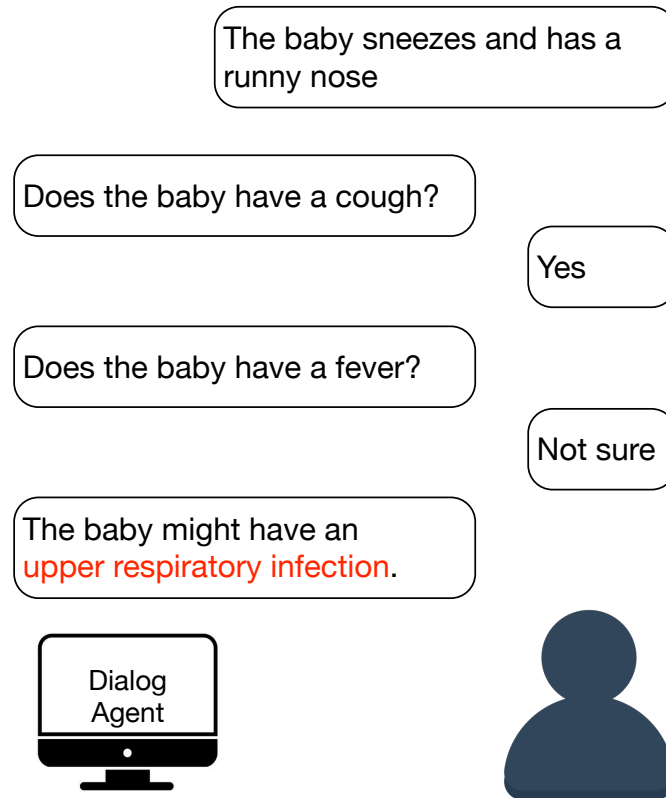 The baby sneezes and has a
runny nose
Does the baby have a cough?
Yes
Does the baby have a fever?
Not sure
The baby might have an
upper respiratory infection.
Dialog
Agent